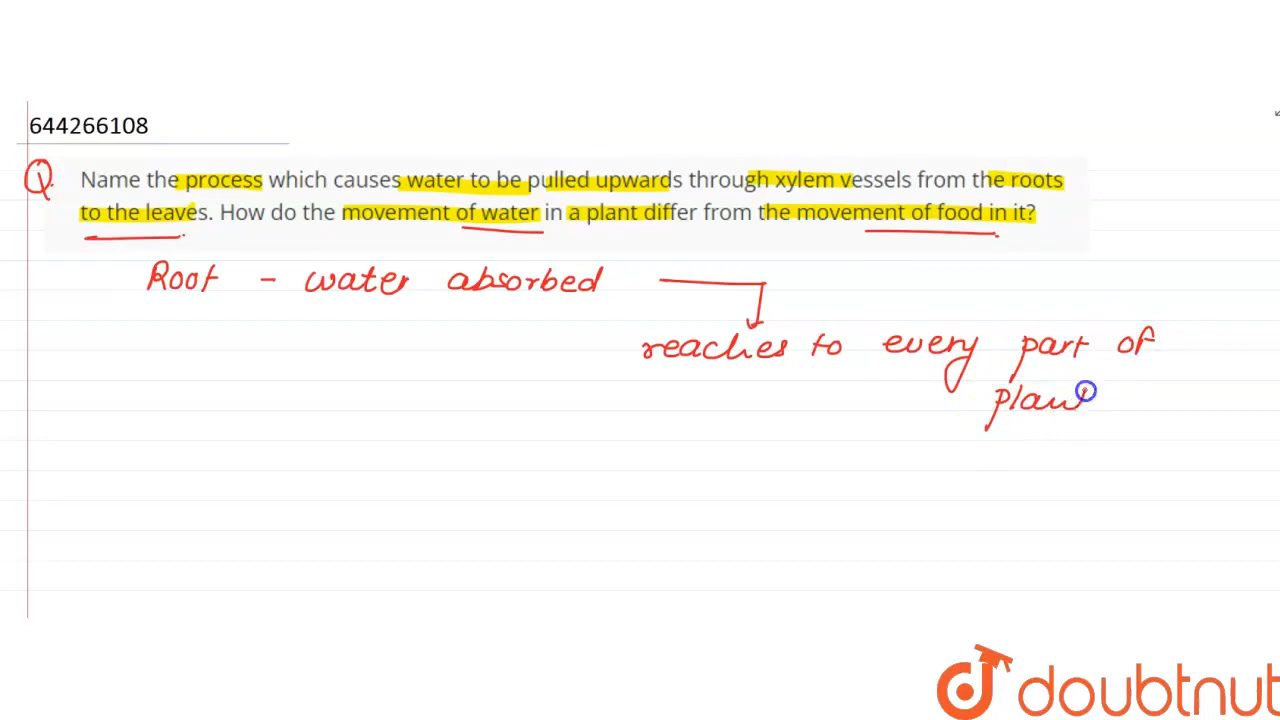 644266108
Q. Name the process which causes water to be pulled upwards through xylem vessels from the roots
to the leaves. How do the movement of water in a plant differ from the movement of food in it?
Root - water absorbed
reaches to every part of
plant
doubtnut